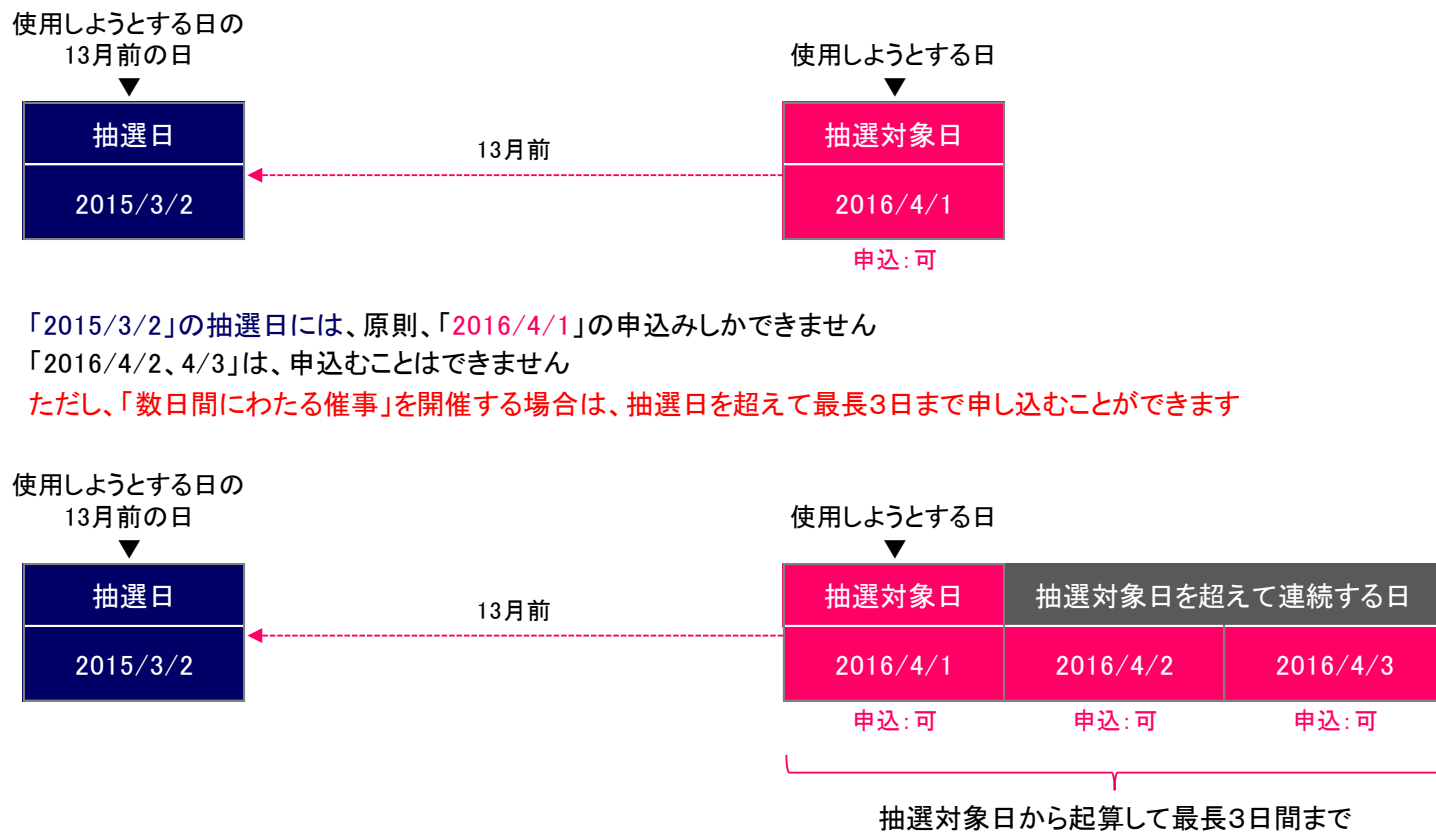 使用しようとする日の
13月前の日
使用しようとする日
▼
▼
抽選日
抽選対象日
13月前
2015/3/2
2016/4/1
申込:可
「2015/3/2」の抽選日には、原則、「2016/4/1」の申込みしかできません
「2016/4/2、4/3」は、申込むことはできません
ただし、「数日間にわたる催事」を開催する場合は、抽選日を超えて最長3日まで申し込むことができます
使用しようとする日の
13月前の日
使用しようとする日
▼
▼
抽選日
抽選対象日
抽選対象日を超えて連続する日
13月前
2015/3/2
2016/4/1
2016/4/2
2016/4/3
申込:可
申込:可
申込:可
抽選対象日から起算して最長3日間まで